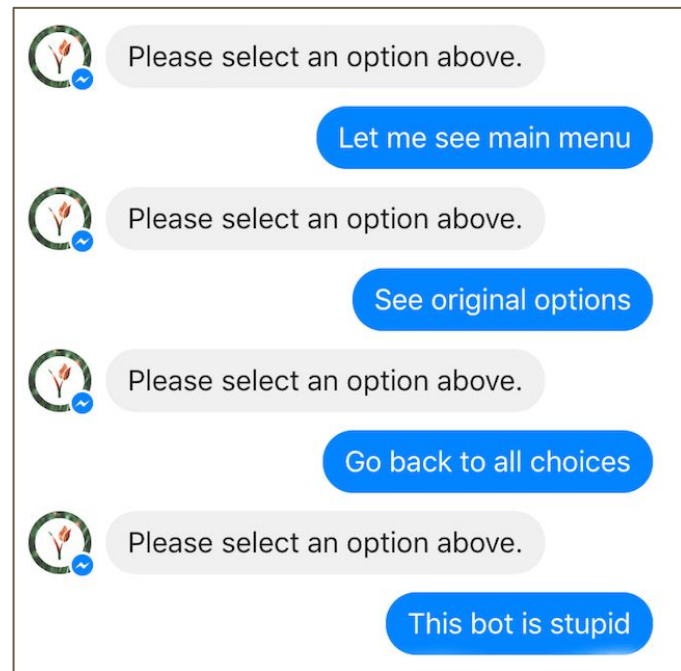 Please select an option above.
Let me see main menu
Please select an option above.
See original options
Please select an option above.
Go back to all choices
Please select an option above.
This bot is stupid